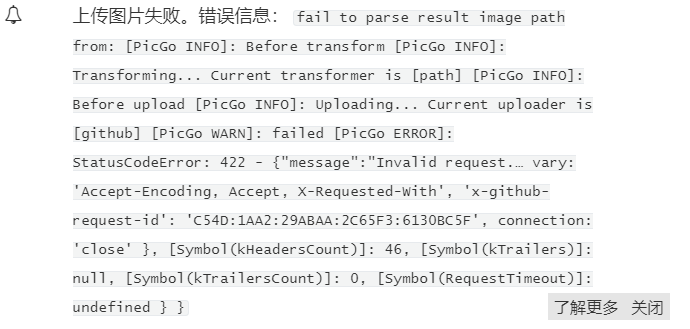 上传图片失败。错误信息： fail to parse result image path
from: [PicGo INFO]: Before transform [PicGo INFO]:
Transforming... Current transformer is [path] [PicGo INFO]:
Before upload [PicGo INFO]: Uploading... Current uploader is
[github] [PicGo WARN]: failed [PicGo ERROR]:
StatusCodeError: 422 - {"message":"Invalid request.… vary:
'Accept-Encoding, Accept, X-Requested-With', 'x-github-
request-id': 'C54D:1AA2:29ABAA:2C65F3:6130BC5F', connection:
'close' }, [Symbol(kHeadersCount)]: 46, [Symbol(kTrailers)]:
null, [Symbol(kTrailersCount)]: 0, [Symbol(RequestTimeout)]:
undefined } }
了解更多 关闭